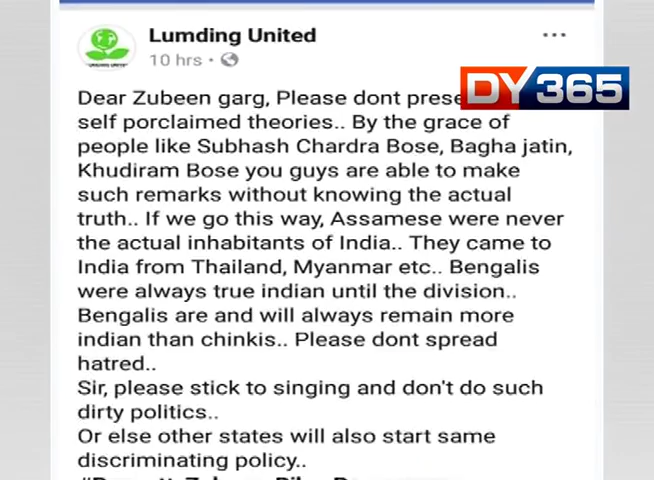 Lumding United
10 hrs
DY365
Dear Zubeen garg, Please dont
self porclaimed theories.. By the grace of
people like Subhash Chardra Bose, Bagha jatin,
Khudiram Bose you guys are able to make
such remarks without knowing the actual
truth.. If we go this way, Assamese were never
the actual inhabitants of India.. They came to
India from Thailand, Myanmar etc.. Bengalis
were always true indian until the division..
Bengalis are and will always remain more
indian than chinkis.. Please dont spread
hatred..
Sir, please stick to singing and don't do such
dirty politics..
Or else other states will also start same
discriminating policy..